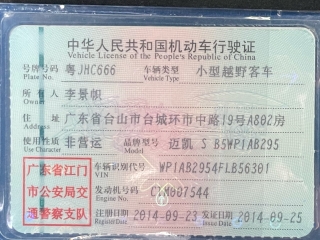 中华人民共和国机动车行驶证
Vehicle License of the People's Republic of China
号牌号码 粤JHC666 车辆类型 小型越野客车
Plate No. Vehicle Type
所有人 李景帜
Owner
住址 广东省台山市台城环市中路19号A802房
Address
使用性质 非营运 品牌型号 迈凯 S B5WP1AB295
Use Character Model
车辆识别代号 WP1AB2954FLB56301
VIN
发动机号码
Engine No.
注册日期 2014-09-23 发证日期 2014-09-25
Register Date Issue Date
广东省江门
市公安局交
通警察支队